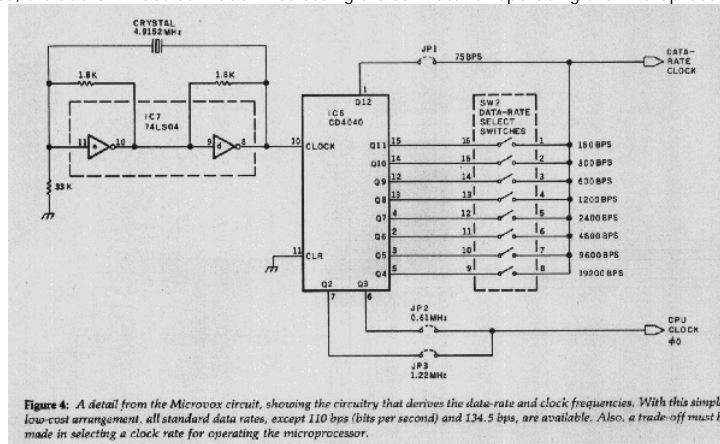 CRYSTAL
4.9152MHz
1.8K
1.8K
IC7
74LS04
11
10
9
8
33K
JP1
75BPS
DATA-
RATE
CLOCK
1
Q12
IC6
CD4040
SW2
DATA-RATE
SELECT
SWITCHES
10
CLOCK
Q11
15
16
1
150BPS
Q10
14
15
2
300BPS
Q9
12
14
3
600BPS
Q8
13
13
4
1200BPS
Q7
4
12
5
2400BPS
Q6
2
11
6
4800BPS
Q5
3
10
7
9600BPS
Q4
5
9
8
19200BPS
11
CLR
Q2
Q3
7
6
JP2
0.61MHz
JP3
1.22MHz
CPU
CLOCK
Figure 4: A detail from the Microvox circuit, showing the circuitry that derives the data-rate and clock frequencies. With this simple
low-cost arrangement, all standard data rates, except 110 bps (bits per second) and 134.5 bps, are available. Also, a trade-off must
made in selecting a clock rate for operating the microprocessor.